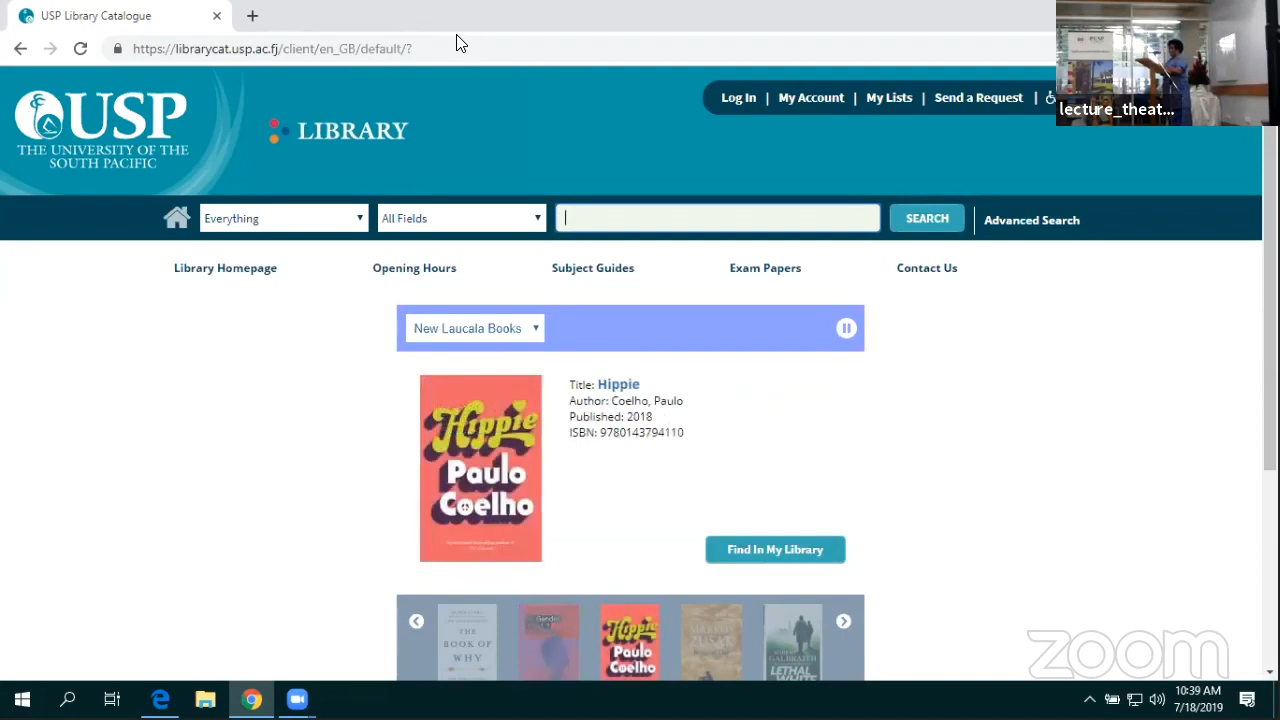 USP Library Catalogue
https://librarycat.usp.ac.fj/client/en_GB/default/?
lecture_theat...
USP
THE UNIVERSITY OF THE
SOUTH PACIFIC
LIBRARY
Log In | My Account | My Lists | Send a Request |
Everything
All Fields
SEARCH
Advanced Search
Library Homepage
Opening Hours
Subject Guides
Exam Papers
Contact Us
New Laucala Books
Hippie
Paulo
Coelho
Title: Hippie
Author: Coelho, Paulo
Published: 2018
ISBN: 9780143794110
Find In My Library
THE
BOOK OF
WHY
Gender
Hippie
Paulo
Coelho
GALBRAITH
LETHAL
WHITE
zoom
10:39 AM
7/18/2019